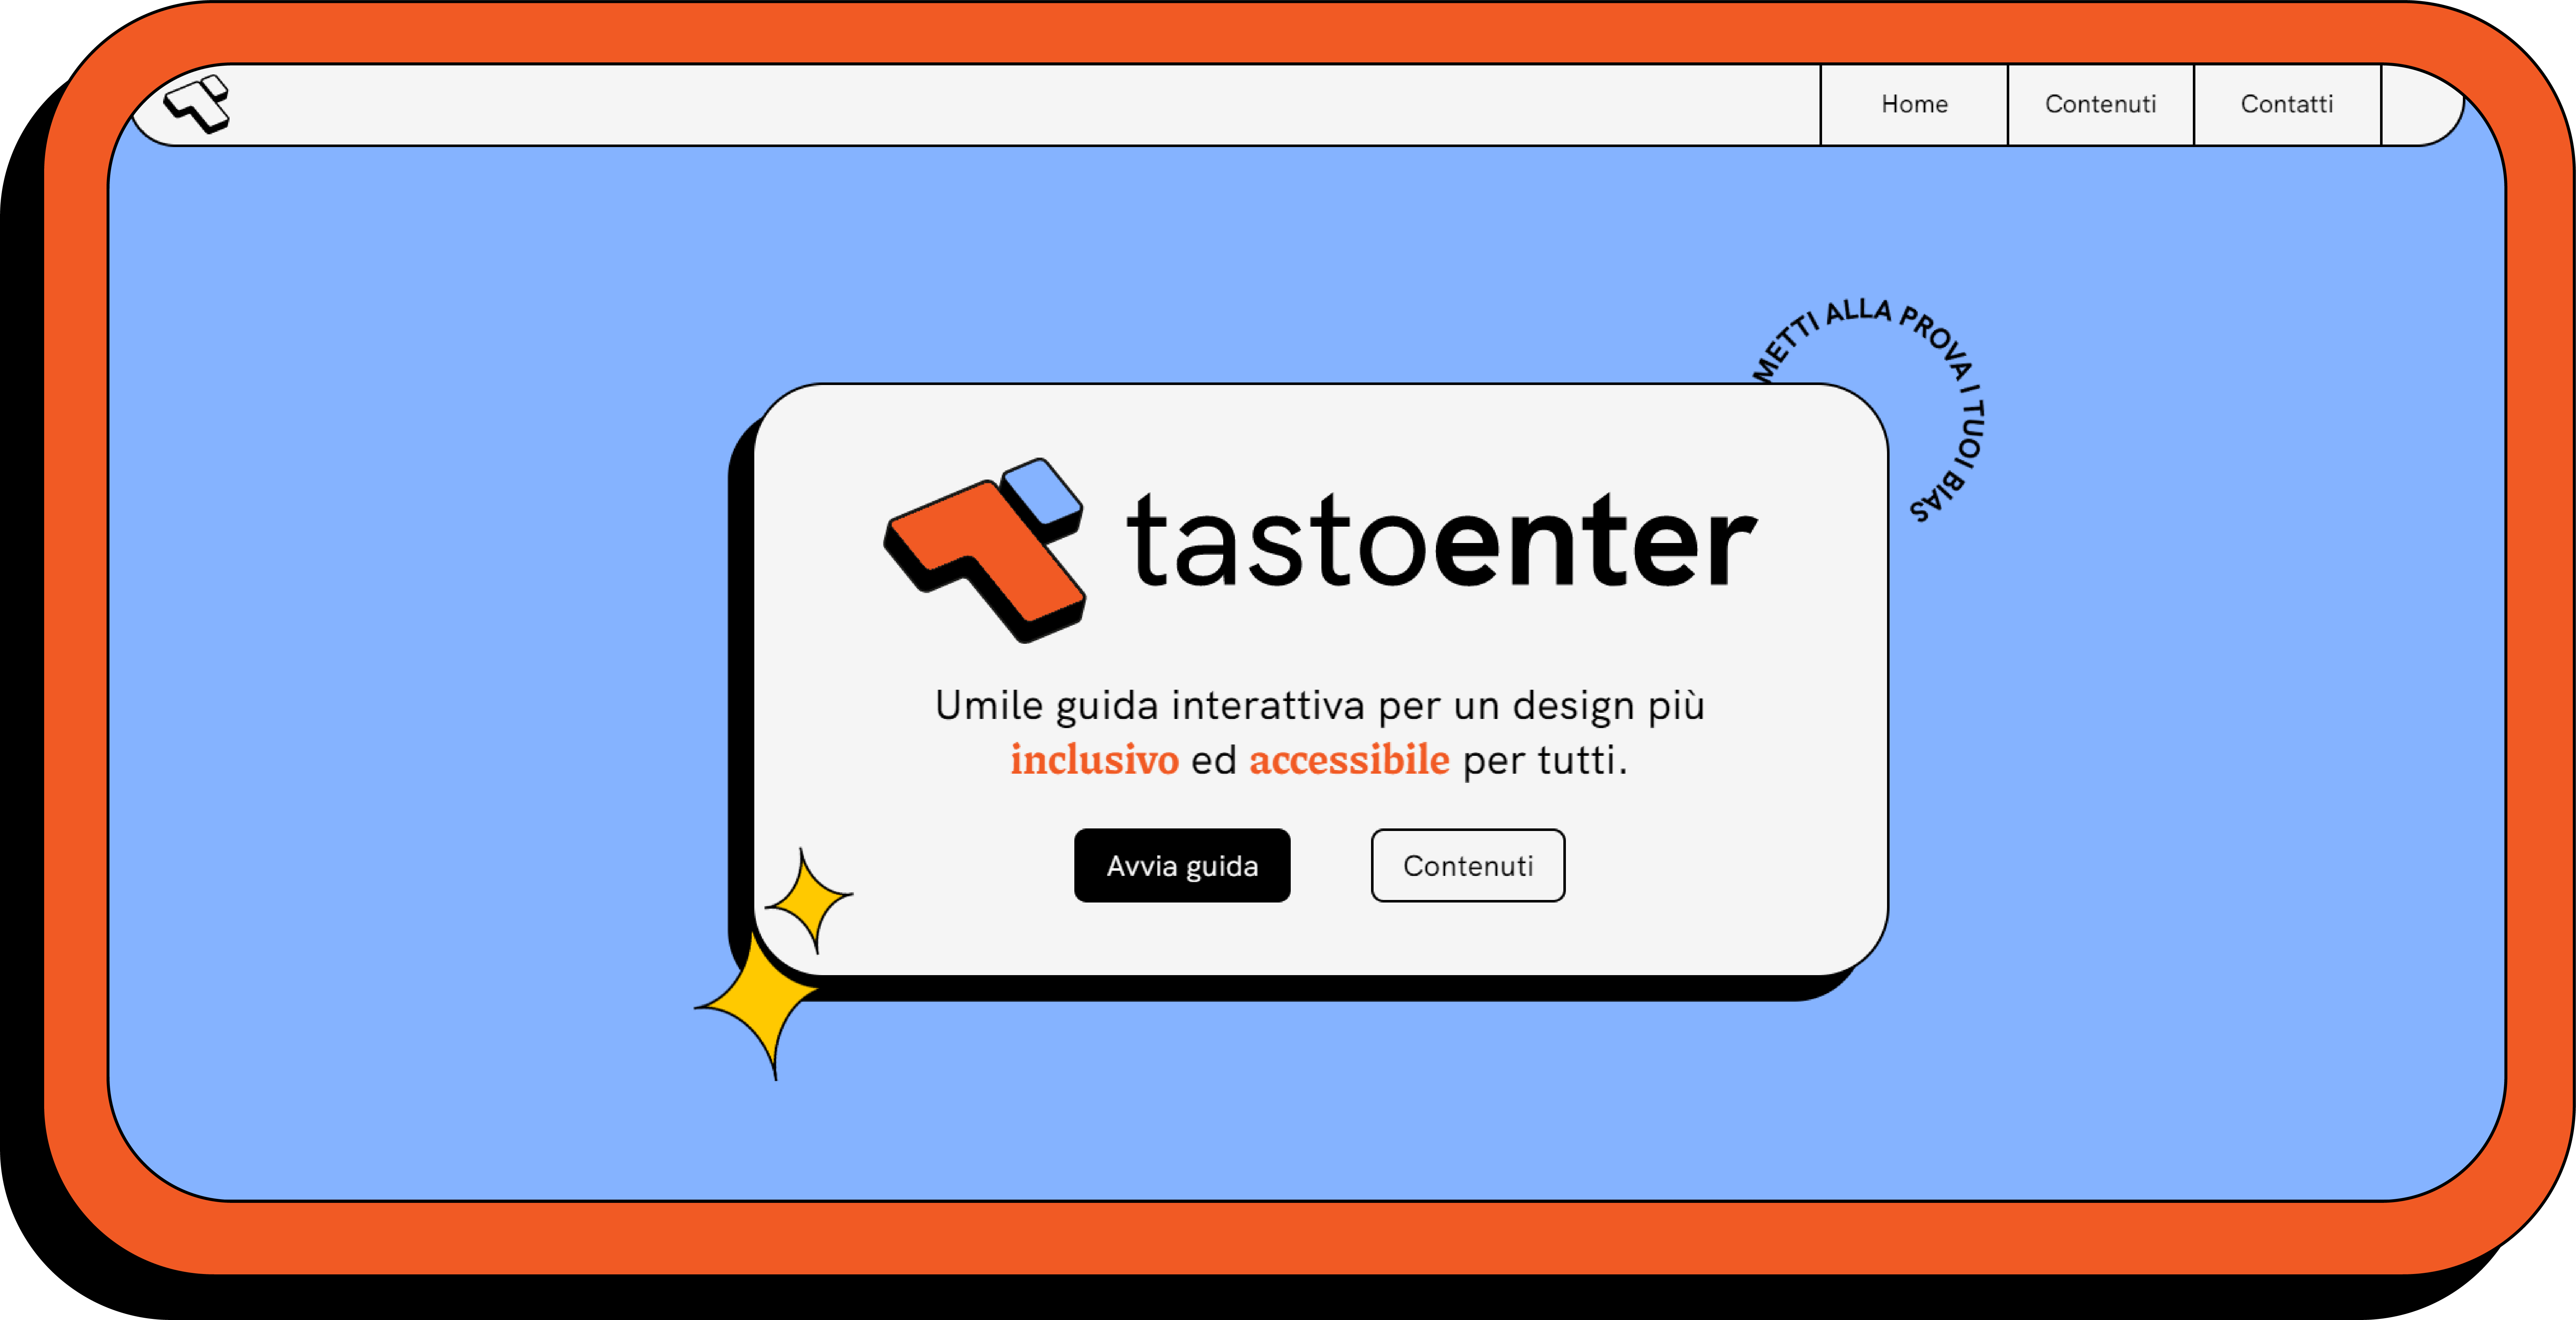 Home
Contenuti
Contatti
METTI ALLA PROVA I TUOI BIAS
tastoenter
Umile guida interattiva per un design più
inclusivo ed accessibile per tutti.
Avvia guida
Contenuti